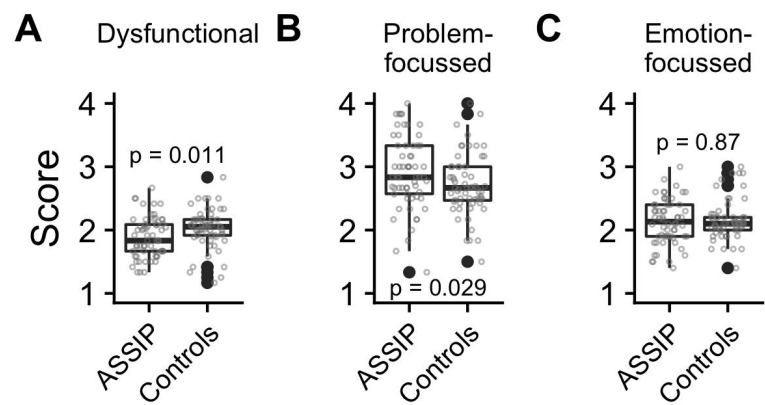 A
Dysfunctional
B
Problem-
focussed
C
Emotion-
focussed
Score
4
3
2
1
p = 0.011
ASSIP
Controls
4
3
2
1
p = 0.029
ASSIP
Controls
4
3
2
1
p = 0.87
ASSIP
Controls